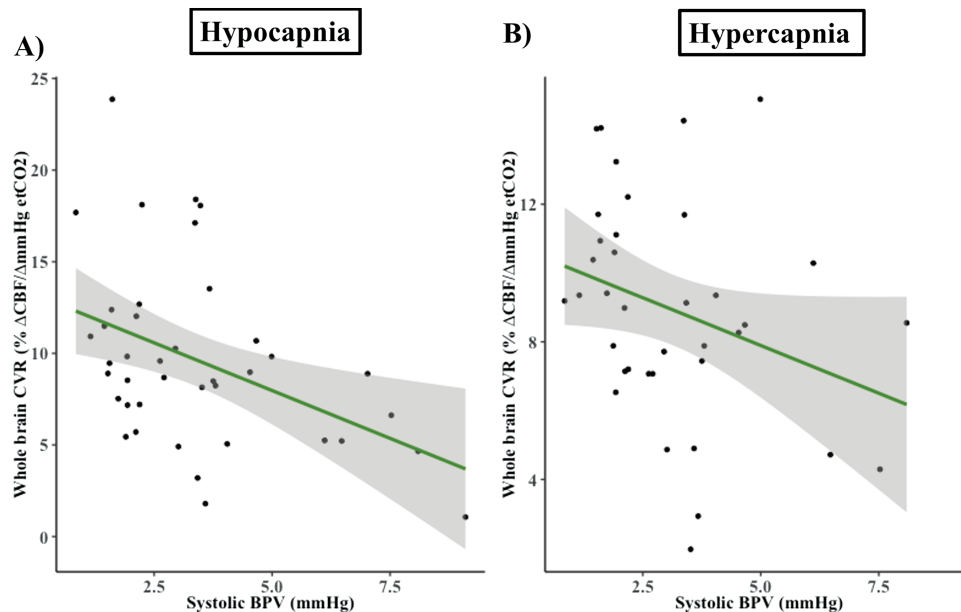 Hypocapnia
Hypercapnia
A)
B)
Whole brain CVR (% ΔCBF/ΔmmHg etCO2)
25
20
15
10
5
0
2.5
5.0
7.5
Systolic BPV (mmHg)
Whole brain CVR (% ΔCBF/ΔmmHg etCO2)
12
8
4
2.5
5.0
7.5
Systolic BPV (mmHg)